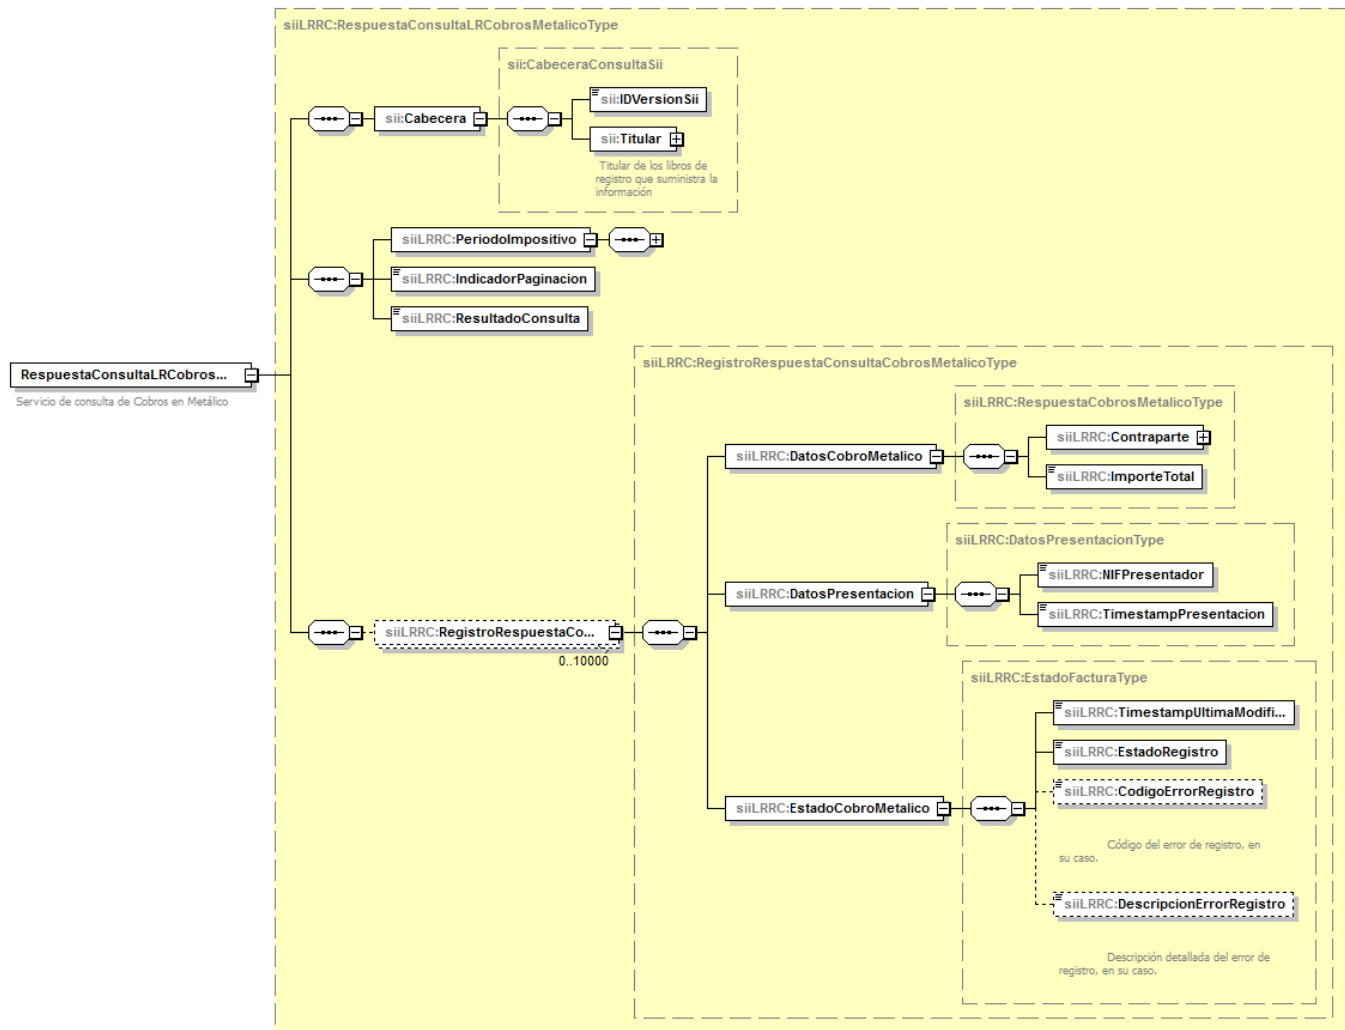 siiLRRC:RespuestaConsultaLRCobrosMetalicoType
sii:CabeceraConsultaSii
sii:IDVersionSii
sii:Cabecera
sii:Titular
Titular de los libros de
registro que suministra la
información
siiLRRC:PeriodoImpositivo
siiLRRC:IndicadorPaginacion
siiLRRC:ResultadoConsulta
RespuestaConsultaLRCobros...
Servicio de consulta de Cobros en Metálico
siiLRRC:RegistroRespuestaConsultaCobrosMetalicoType
siiLRRC:RespuestaCobrosMetalicoType
siiLRRC:Contraparte
siiLRRC:DatosCobroMetalico
siiLRRC:ImporteTotal
siiLRRC:DatosPresentacionType
siiLRRC:NIFPresentador
siiLRRC:DatosPresentacion
siiLRRC:TimestampPresentacion
siiLRRC:RegistroRespuestaCo...
0..10000
siiLRRC:EstadoFacturaType
siiLRRC:TimestampUltimaModifi...
siiLRRC:EstadoRegistro
siiLRRC:CodigoErrorRegistro
siiLRRC:EstadoCobroMetalico
Código del error de registro, en
su caso.
siiLRRC:DescripcionErrorRegistro
Descripción detallada del error de
registro, en su caso.